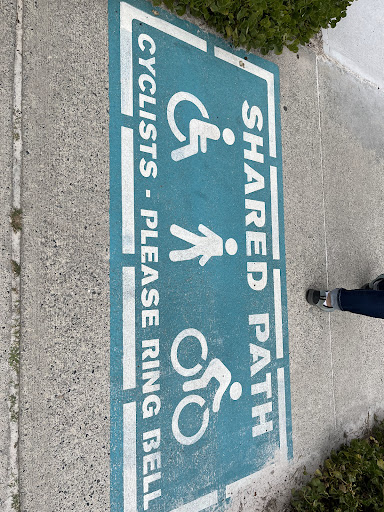 SHARED PATH
CYCLISTS - PLEASE RING BELL